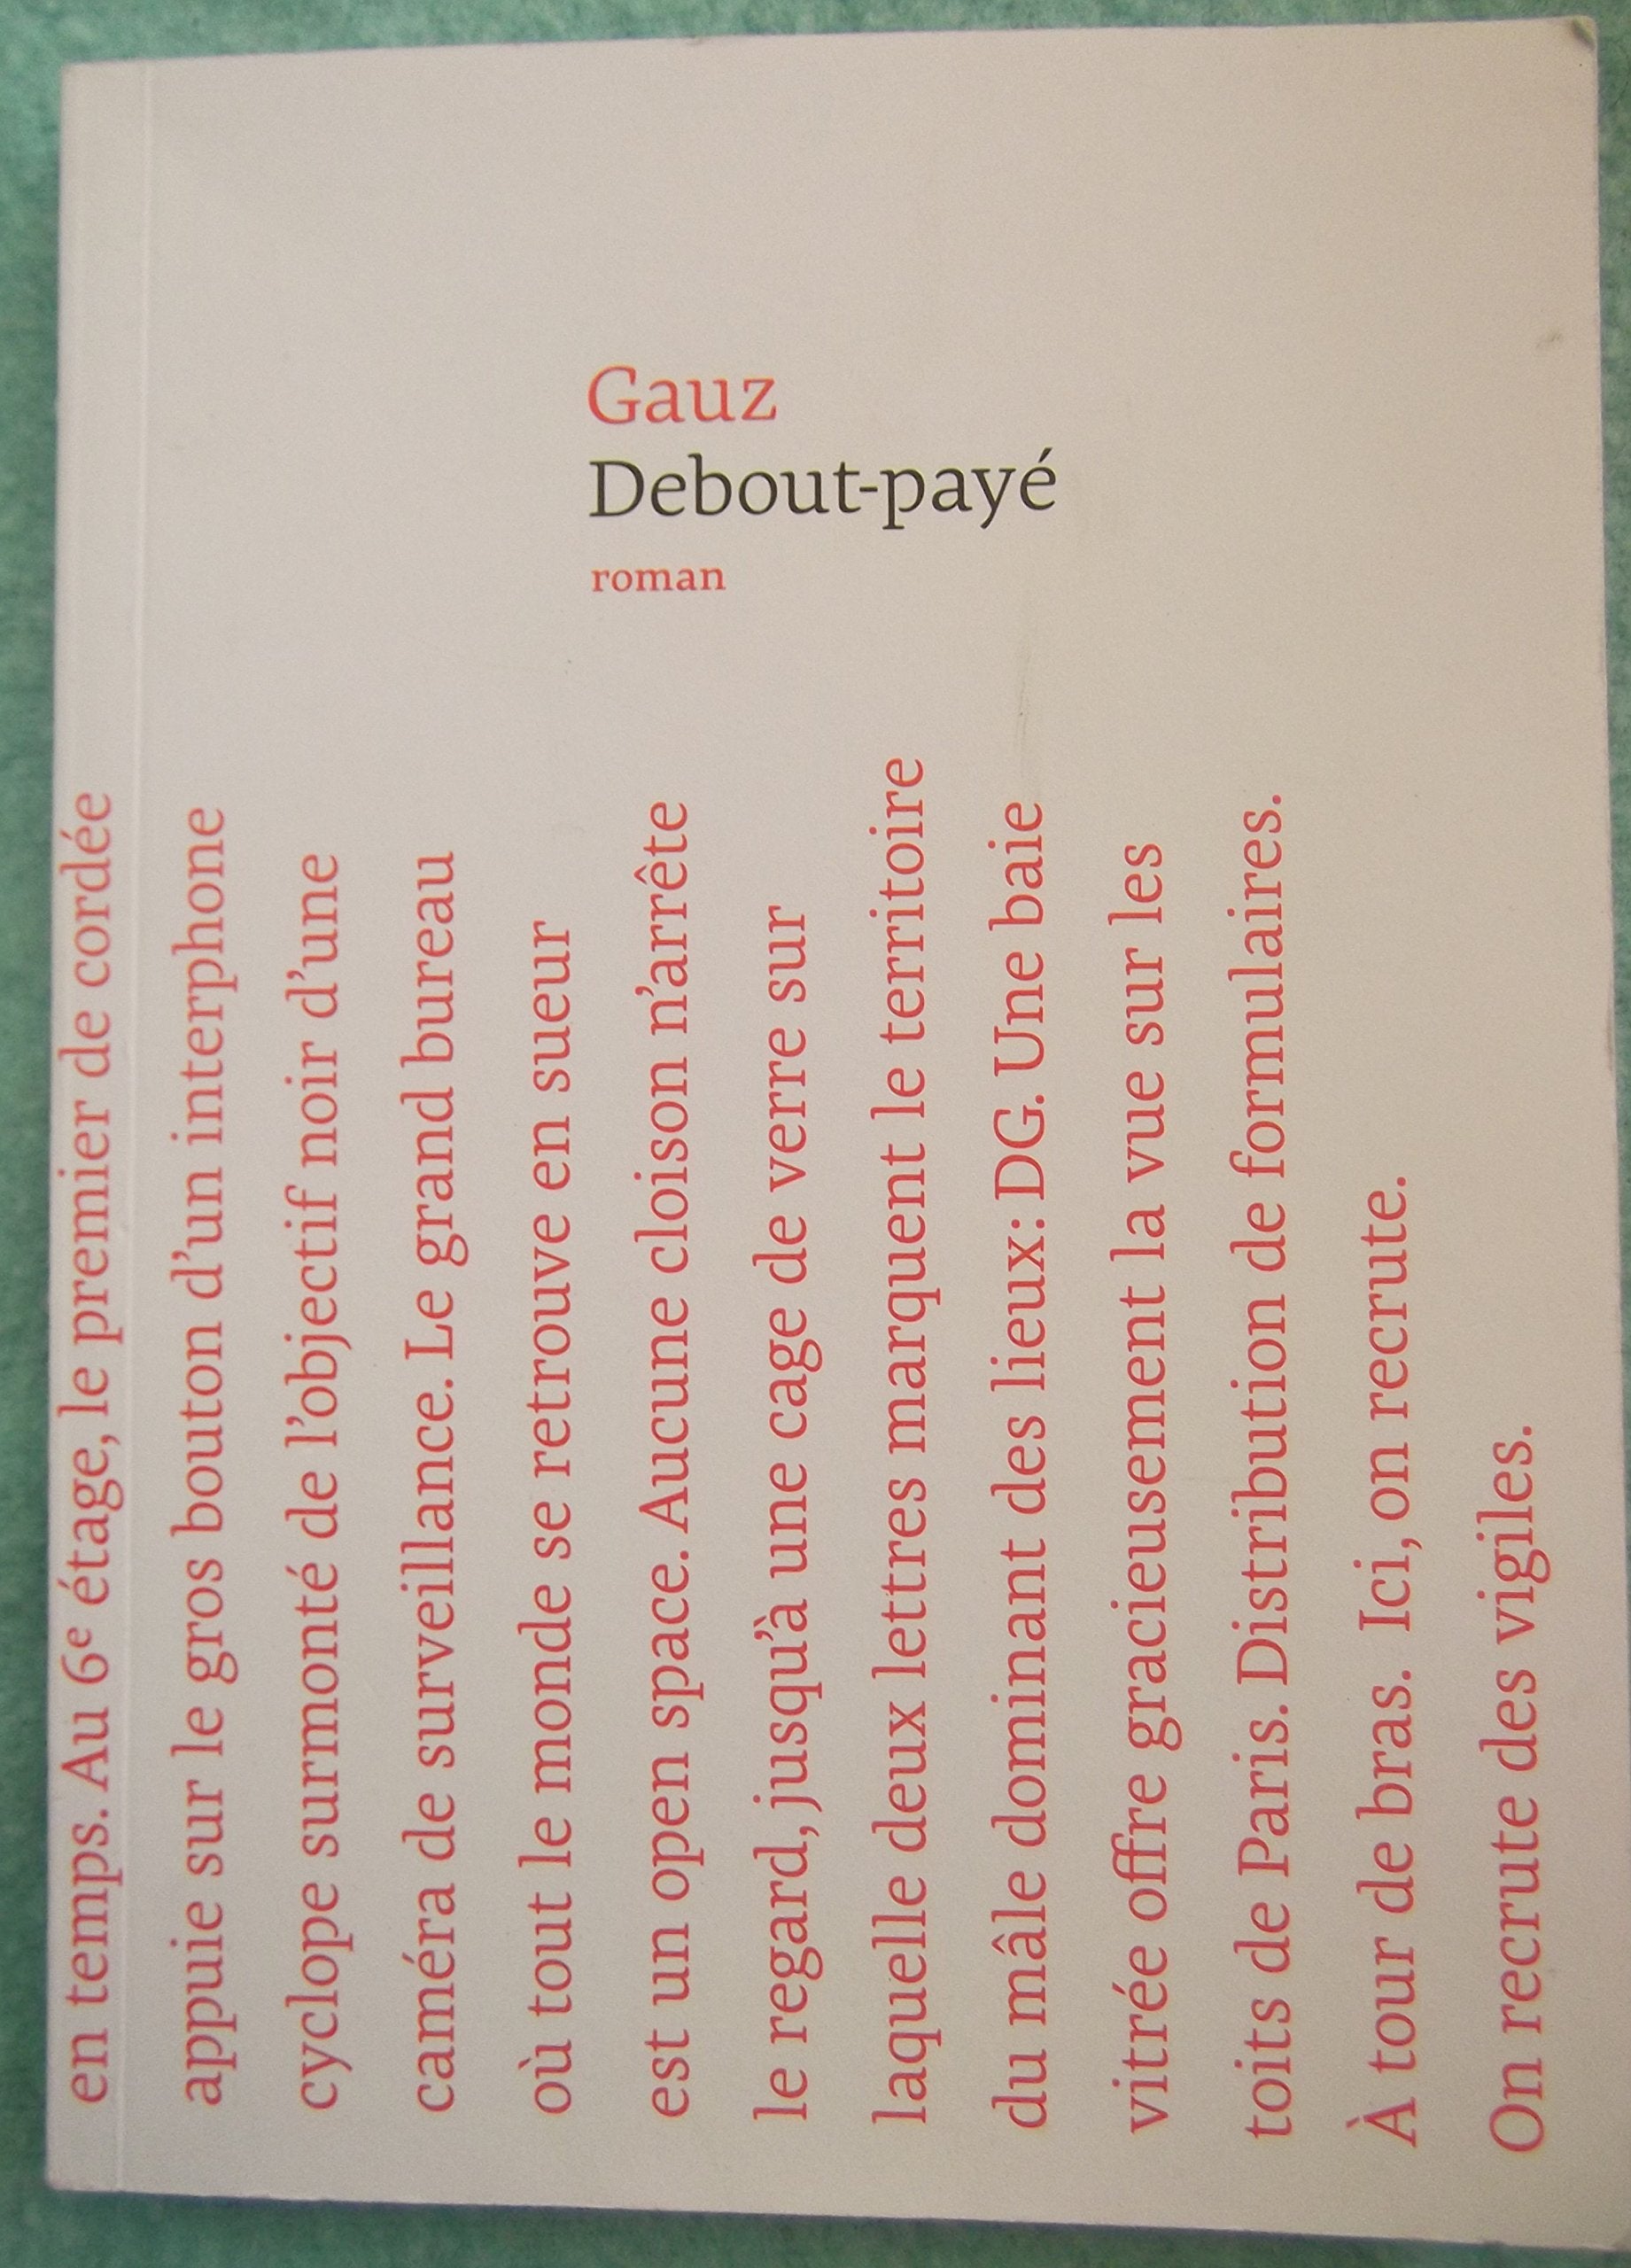 Gauz
Debout-payé
roman
en temps. Au 6e étage, le premier de cordée
appuie sur le gros bouton d’un interphone
cyclope surmonté de l’objectif noir d’une
caméra de surveillance. Le grand bureau
où tout le monde se retrouve en sueur
est un open space. Aucune cloison n’arrête
le regard, jusqu’à une cage de verre sur
laquelle deux lettres marquent le territoire
du mâle dominant des lieux: DG. Une baie
vitrée offre gracieusement la vue sur les
toits de Paris. Distribution de formulaires.
À tour de bras. Ici, on recrute.
On recrute des vigiles.